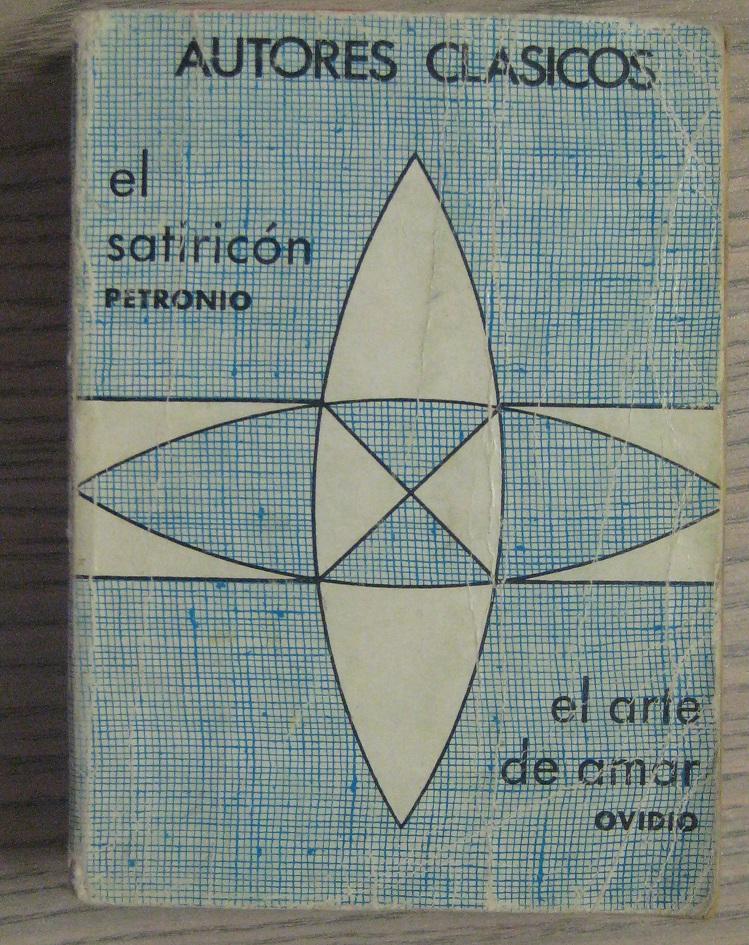 AUTORES CLASICOS
el
satiricón
PETRONIO
el arte
de amar
OVIDIO